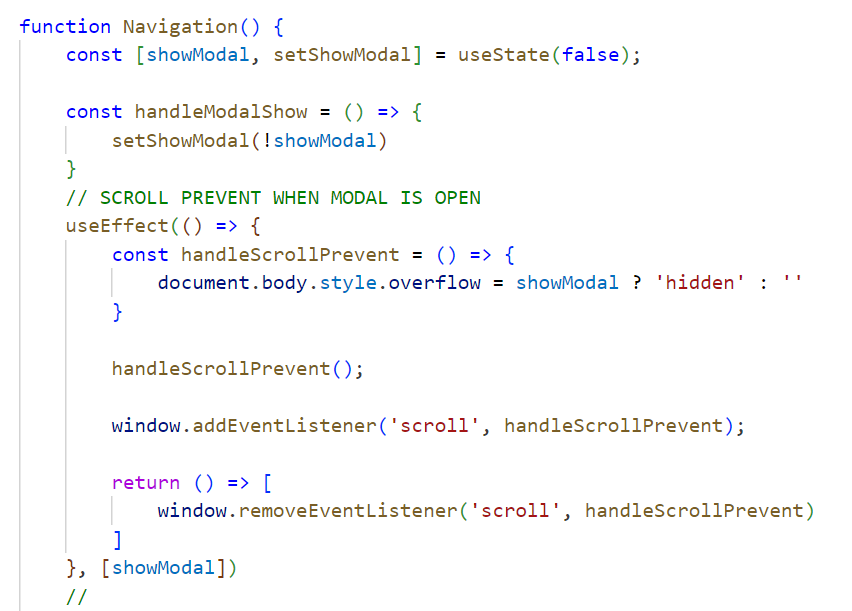 function Navigation() {
    const [showModal, setShowModal] = useState(false);

    const handleModalShow = () => {
        setShowModal(!showModal)
    }
    // SCROLL PREVENT WHEN MODAL IS OPEN
    useEffect(() => {
        const handleScrollPrevent = () => {
            document.body.style.overflow = showModal ? 'hidden' : ''
        }

        handleScrollPrevent();

        window.addEventListener('scroll', handleScrollPrevent);

        return () => [
            window.removeEventListener('scroll', handleScrollPrevent)
        ]
    }, [showModal])
    //